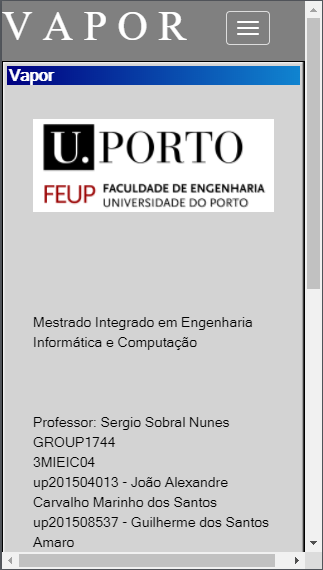 V A P O R
Vapor
U. PORTO
FEUP FACULDADE DE ENGENHARIA
UNIVERSIDADE DO PORTO
Mestrado Integrado em Engenharia
Informática e Computação
Professor: Sergio Sobral Nunes
GROUP1744
3MIEIC04
up201504013 - João Alexandre
Carvalho Marinho dos Santos
up201508537 - Guilherme dos Santos
Amaro